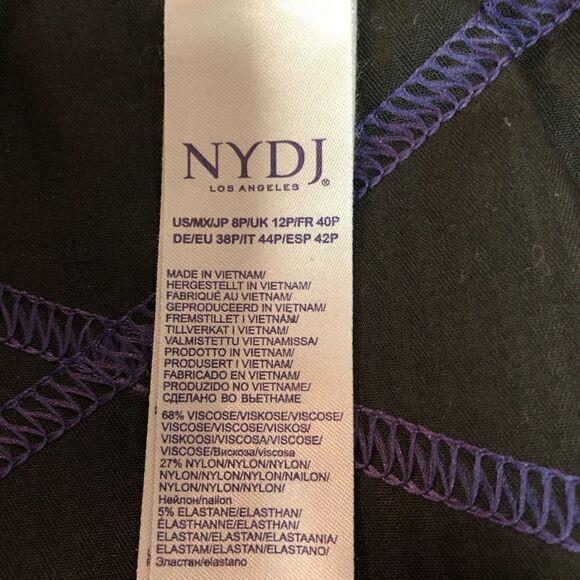 NYDJ®
LOS ANGELES
US/MX/JP 8P/UK 12P/FR 40P
DE/EU 38P/IT 44P/ESP 42P
MADE IN VIETNAM/
HERGESTELLT IN VIETNAM/
FABRIQUÉ AU VIETNAM/
GEPRODUCEERD IN VIETNAM/
FREMSTILLET I VIETNAM/
TILLVERKAT I VIETNAM/
VALMISTETTU VIETNAMISSA/
PRODOTTO IN VIETNAM/
PRODUSERT I VIETNAM/
FABRICADO EN VIETNAM/
PRODUZIDO NO VIETNAME/
СДЕЛАНО ВО ВЬЕТНАМЕ
68% VISCOSE/VISKOSE/VISCOSE/
VISCOSE/VISKOSE/VISKOS/
VISKOOSI/VISCOSA/VISCOSE/
VISCOSE/Вискоза/viscosa
27% NYLON/NYLON/NYLON/
NYLON/NYLON/NYLON/NAILON/
NYLON/NYLON/NYLON/
Нейлон/nailon
5% ELASTANE/ELASTHAN/
ÉLASTHANNE/ELASTHAN/
ELASTAN/ELASTAN/ELASTAANIA/
ELASTAM/ELASTAN/ELASTANO/
Эластан/elastano